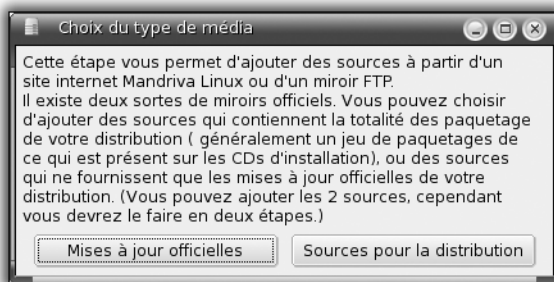 Choix du type de média
Cette étape vous permet d'ajouter des sources à partir d'un
site internet Mandriva Linux ou d'un miroir FTP.
Il existe deux sortes de miroirs officiels. Vous pouvez choisir
d'ajouter des sources qui contiennent la totalité des paquetage
de votre distribution ( généralement un jeu de paquetages de
ce qui est présent sur les CDs d'installation), ou des sources
qui ne fournissent que les mises à jour officielles de votre
distribution. (Vous pouvez ajouter les 2 sources, cependant
vous devrez le faire en deux étapes.)
Mises à jour officielles
Sources pour la distribution